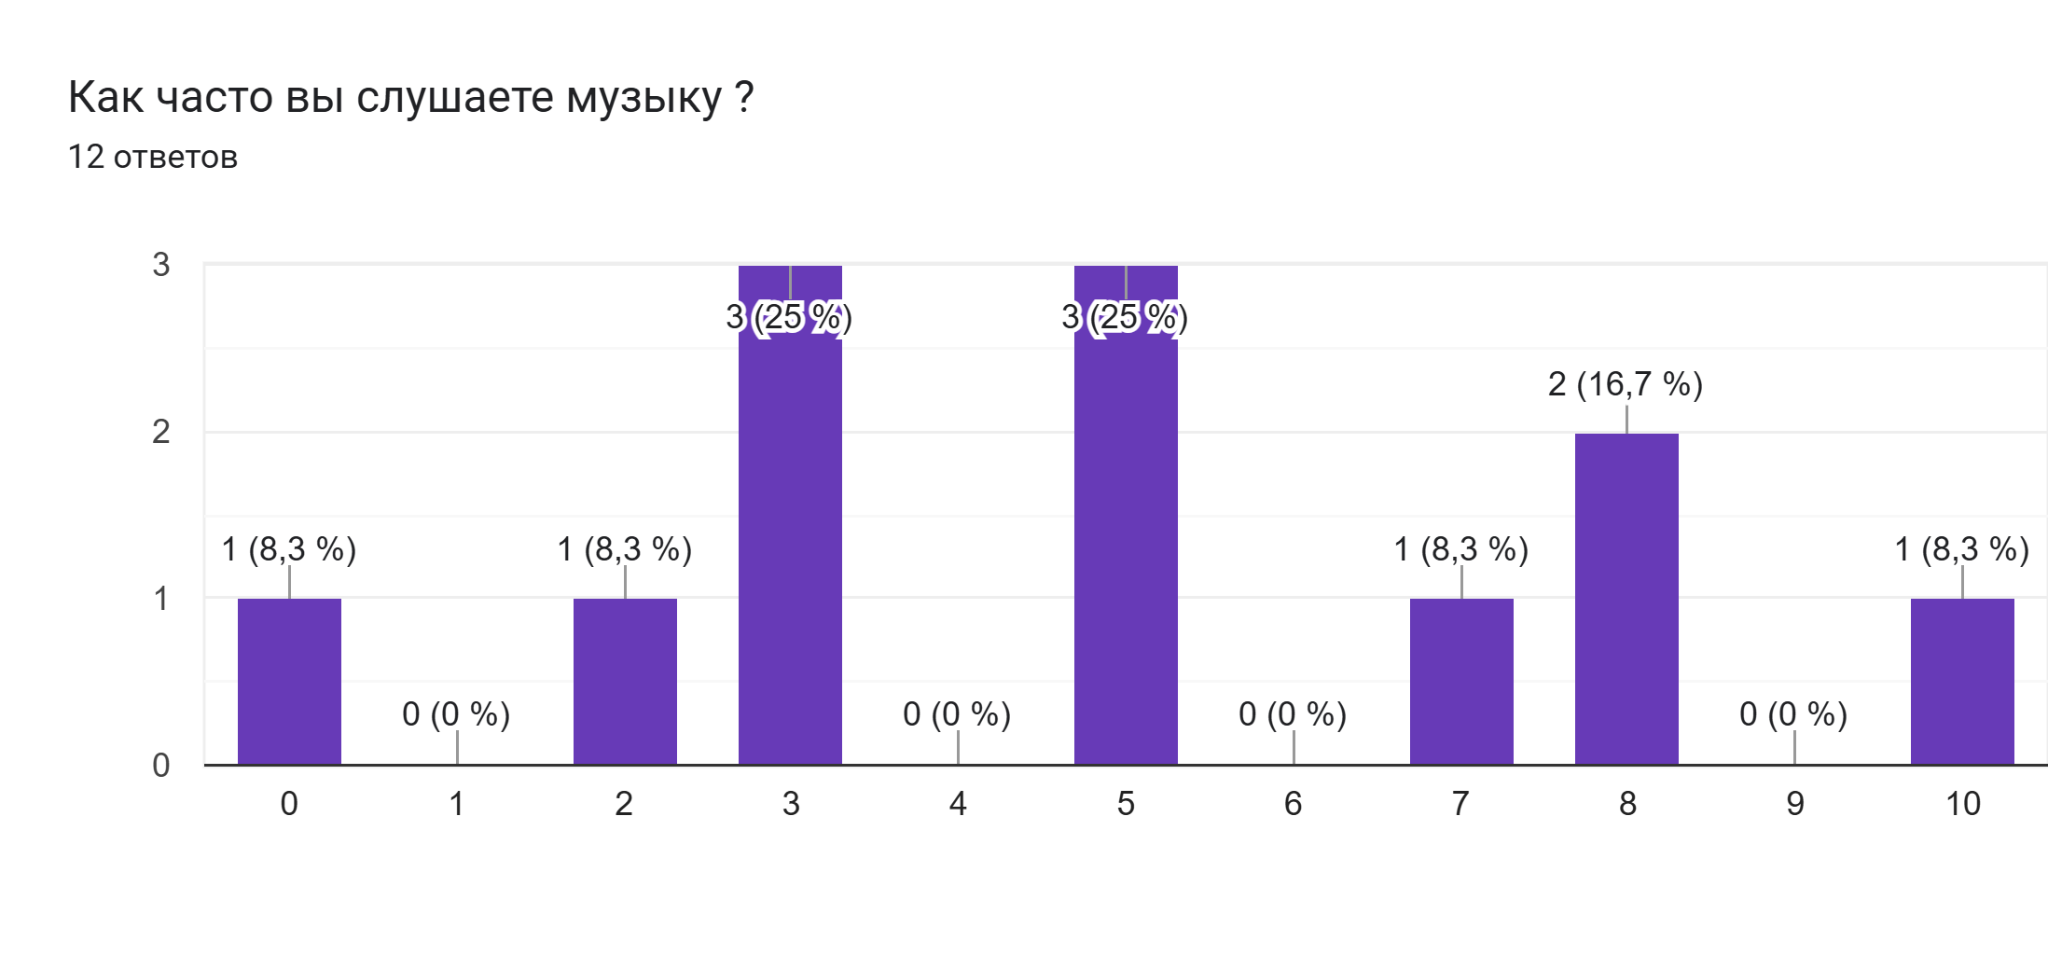 Как часто вы слушаете музыку ?
12 ответов
3
3 (25 %) 3 (25 %)
2 (16,7 %)
2
1 (8,3 %) 1 (8,3 %) 1 (8,3 %) 1 (8,3 %)
1
0 (0 %) 0 (0 %) 0 (0 %) 0 (0 %)
0
0 1 2 3 4 5 6 7 8 9 10